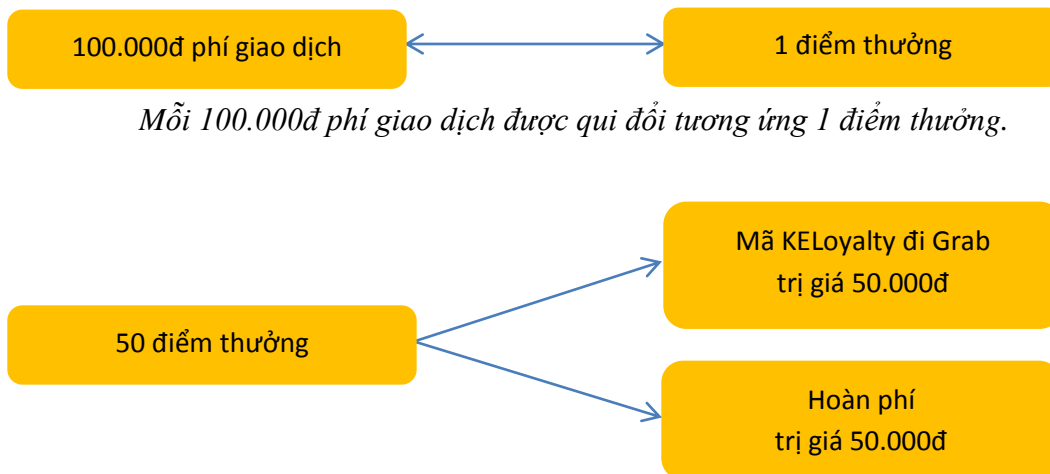 100.000đ phí giao dịch
1 điểm thưởng
Mỗi 100.000đ phí giao dịch được qui đổi tương ứng 1 điểm thưởng.
Mã KELoyalty đi Grab
trị giá 50.000đ
50 điểm thưởng
Hoàn phí
trị giá 50.000đ